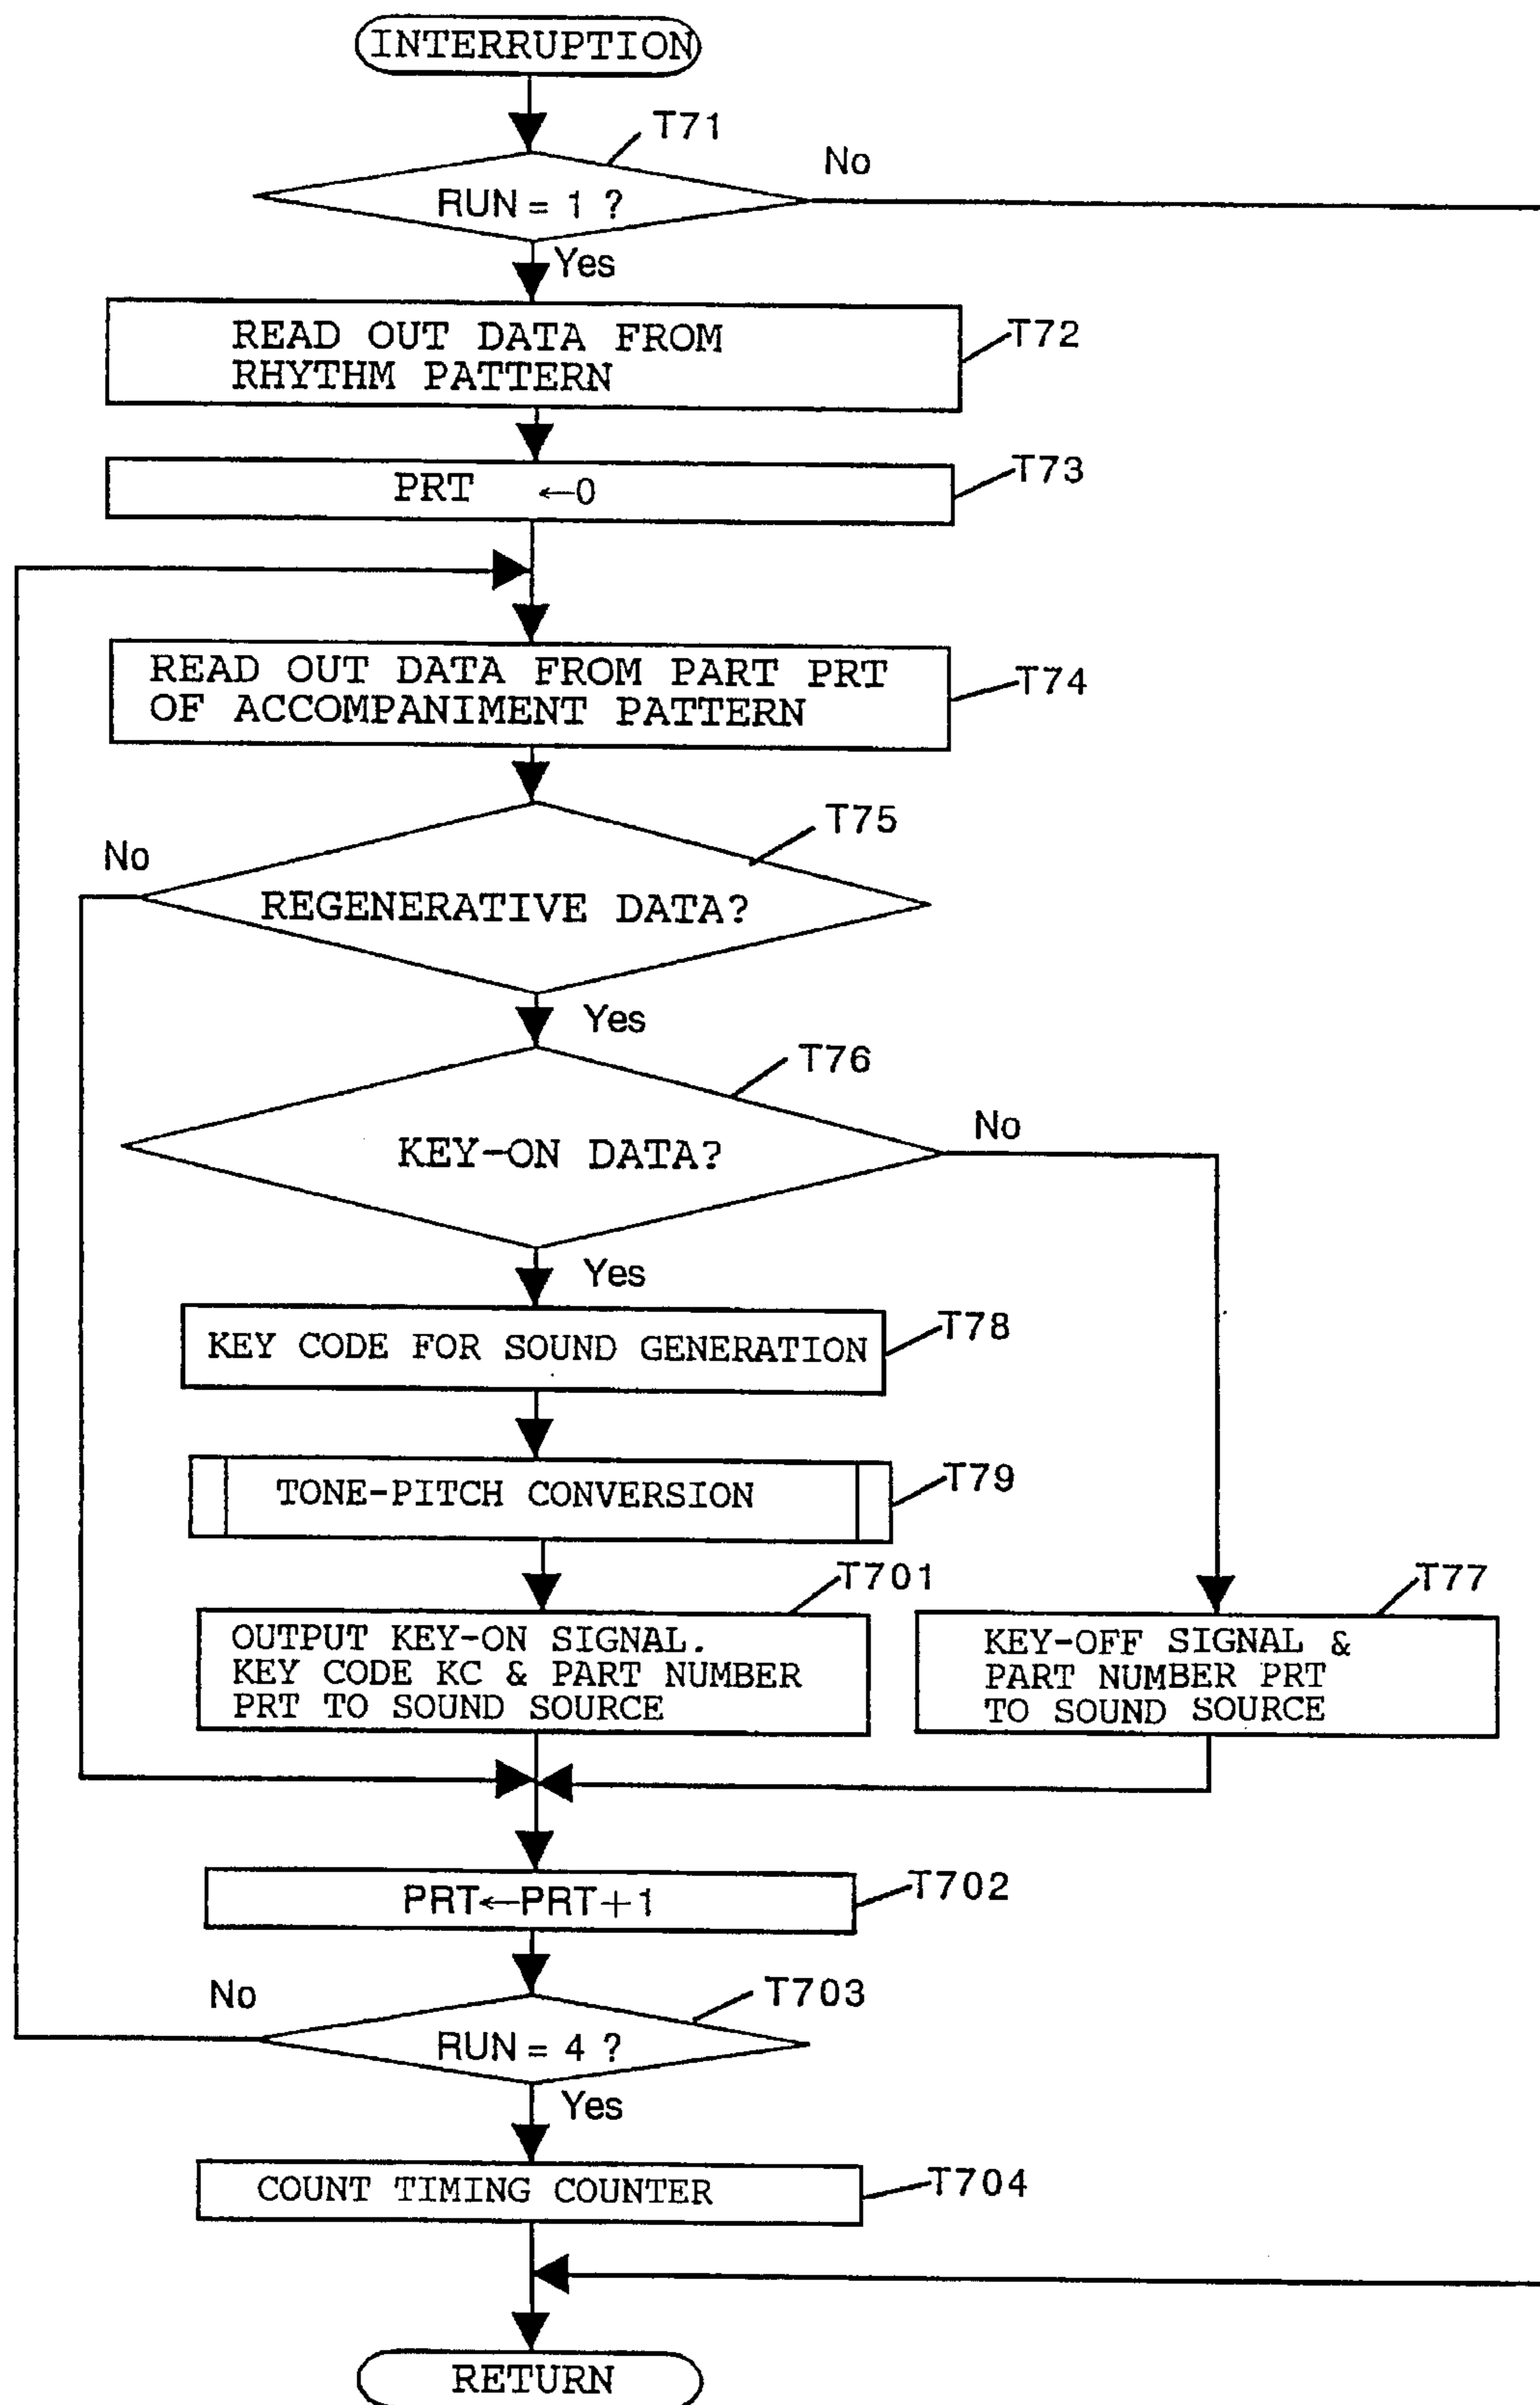 INTERRUPTION
T71
No
RUN = 1 ?
Yes
READ OUT DATA FROM
RHYTHM PATTERN
T72
PRT ←0
T73
READ OUT DATA FROM PART PRT
OF ACCOMPANIMENT PATTERN
T74
T75
No
REGENERATIVE DATA?
Yes
T76
No
KEY-ON DATA?
Yes
KEY CODE FOR SOUND GENERATION
T78
TONE-PITCH CONVERSION
T79
T701
T77
OUTPUT KEY-ON SIGNAL.
KEY CODE KC & PART NUMBER
PRT TO SOUND SOURCE
KEY-OFF SIGNAL &
PART NUMBER PRT
TO SOUND SOURCE
PRT←PRT+1
T702
No
T703
RUN = 4 ?
Yes
COUNT TIMING COUNTER
T704
RETURN